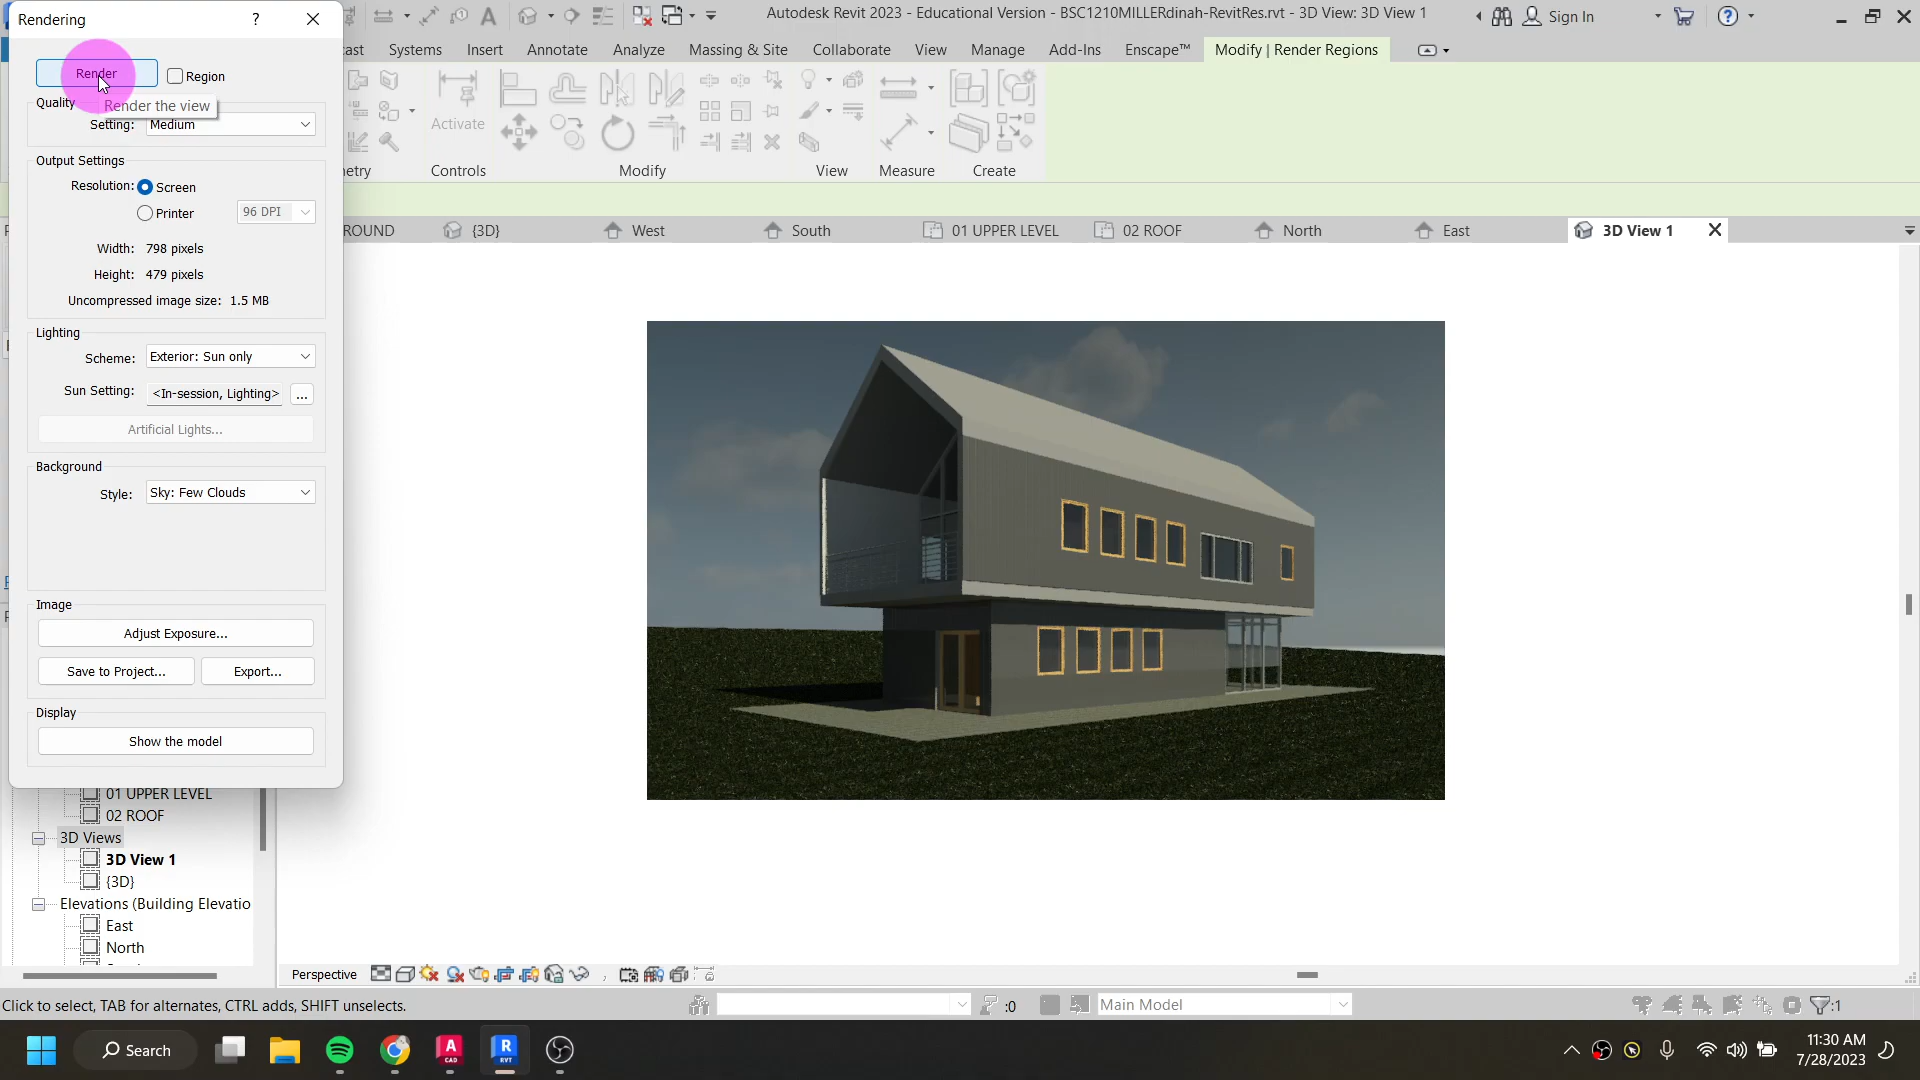 Rendering
?
Autodesk Revit 2023 - Educational Version - BSC1210MILLERdinah-RevitRes.rvt - 3D View: 3D View 1
Sign In
Systems
Insert
Annotate
Analyze
Massing & Site
Collaborate
View
Manage
Add-Ins
Enscape™
Modify | Render Regions
Render
Region
Render the view
Quality
Setting:
Medium
Activate
Controls
Modify
View
Measure
Create
Output Settings
Resolution:
Screen
Printer
96 DPI
Width: 798 pixels
Height: 479 pixels
Uncompressed image size: 1.5 MB
ROUND
{3D}
West
South
01 UPPER LEVEL
02 ROOF
North
East
3D View 1
Lighting
Scheme:
Exterior: Sun only
Sun Setting:
<In-session, Lighting>
...
Artificial Lights...
Background
Style:
Sky: Few Clouds
Image
Adjust Exposure...
Save to Project...
Export...
Display
Show the model
01 UPPER LEVEL
02 ROOF
3D Views
3D View 1
{3D}
Elevations (Building Elevatio
East
North
Perspective
Click to select, TAB for alternates, CTRL adds, SHIFT unselects.
:0
Main Model
:1
Search
A
CAD
R
RVT
11:30 AM
7/28/2023